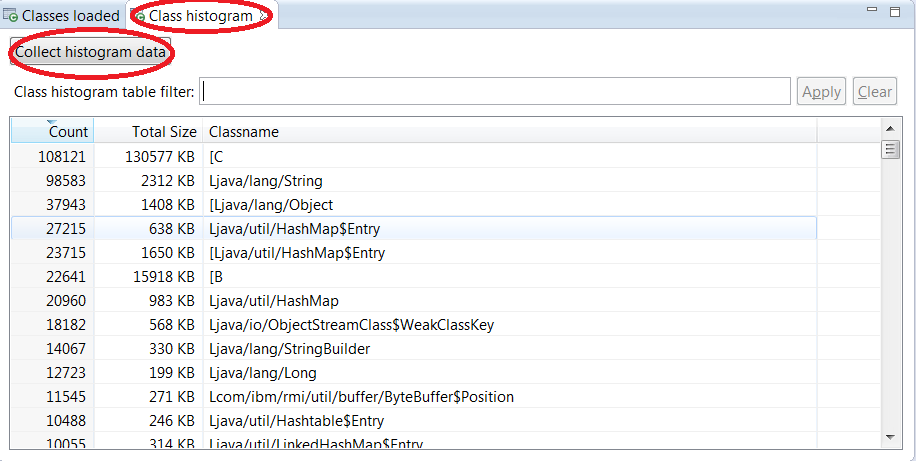 Classes loaded Class histogram
Collect histogram data
Class histogram table filter: Apply Clear
Count Total Size Classname
108121 130577 KB [C
98583 2312 KB Ljava/lang/String
37943 1408 KB [Ljava/lang/Object
27215 638 KB Ljava/util/HashMap$Entry
23715 1650 KB [Ljava/util/HashMap$Entry
22641 15918 KB [B
20960 983 KB Ljava/util/HashMap
18182 568 KB Ljava/io/ObjectStreamClass$WeakClassKey
14067 330 KB Ljava/lang/StringBuilder
12723 199 KB Ljava/lang/Long
11545 271 KB Lcom/ibm/rmi/util/buffer/ByteBuffer$Position
10488 246 KB Ljava/util/Hashtable$Entry
10055 314 KB Ljava/util/LinkedHashMap$Entry